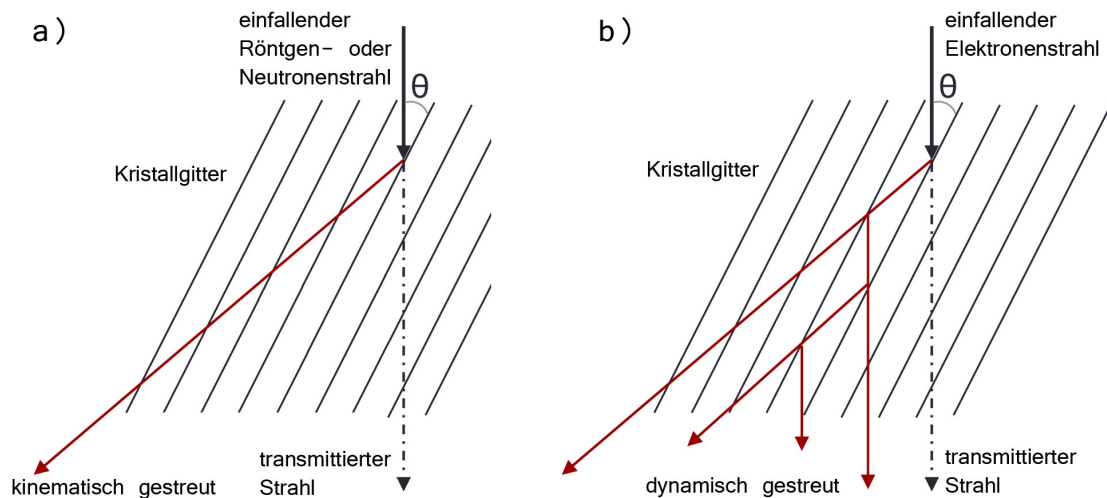 a)
einfallender
Röntgen- oder
Neutronenstrahl
θ
Kristallgitter
transmittierter
Strahl
kinematisch gestreut
b)
einfallender
Elektronenstrahl
θ
Kristallgitter
transmittierter
Strahl
dynamisch gestreut